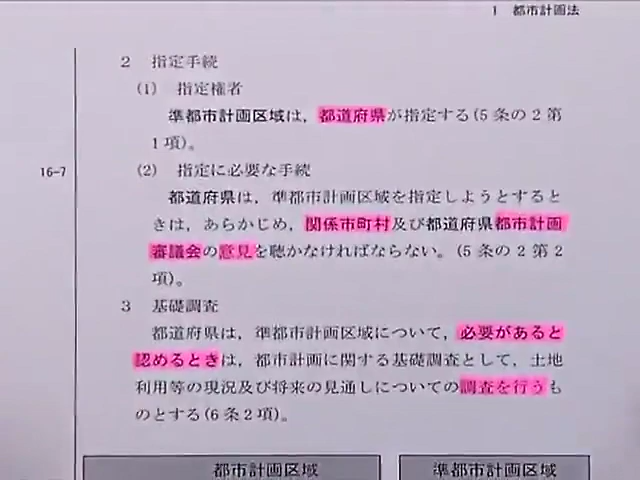 1 都市計画法
2 指定手続
(1) 指定権者
準都市計画区域は，都道府県が指定する(5条の2第
1項)。
16-7
(2) 指定に必要な手続
都道府県は，準都市計画区域を指定しようとすると
きは，あらかじめ，関係市町村及び都道府県都市計画
審議会の意見を聴かなければならない。(5条の2第2
項)。
3 基礎調査
都道府県は，準都市計画区域について，必要があると
認めるときは，都市計画に関する基礎調査として，土地
利用等の現況及び将来の見通しについての調査を行うも
のとする(6条2項)。
都市計画区域
準都市計画区域